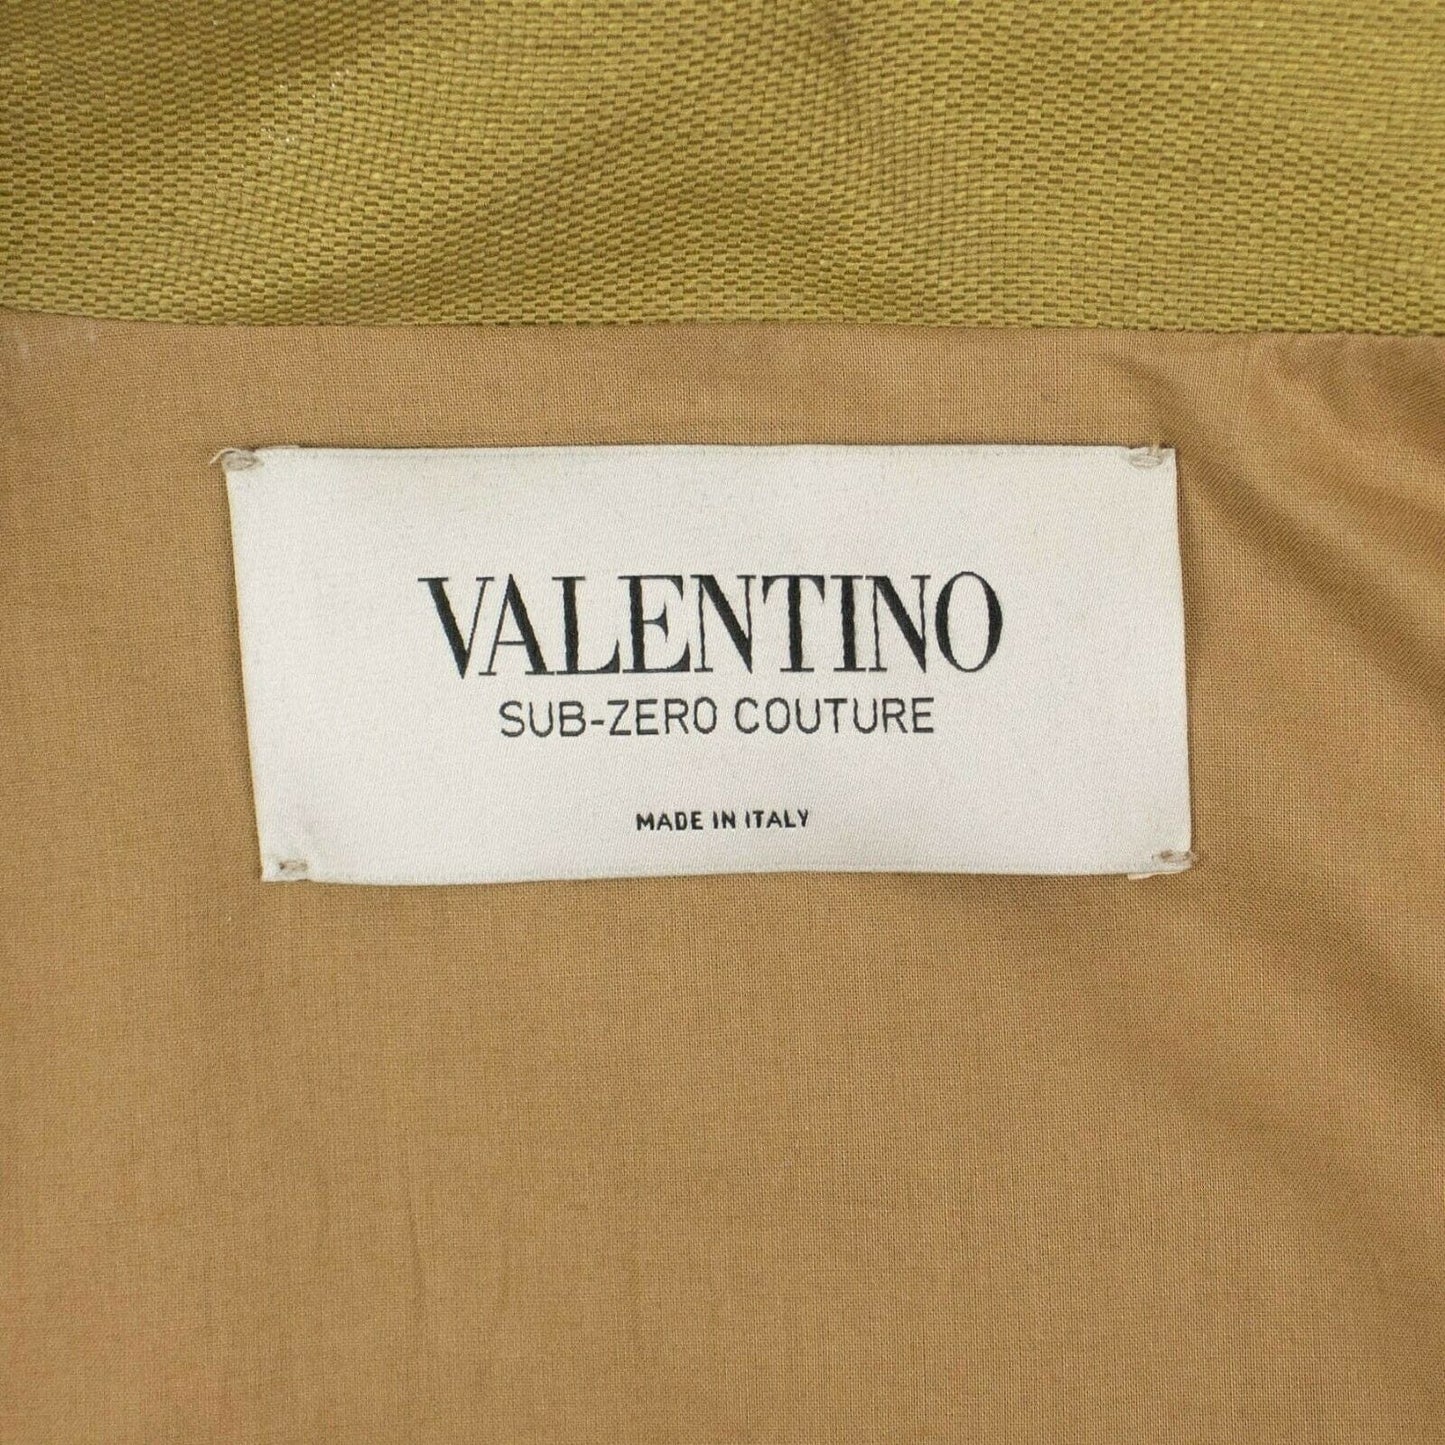 VALENTINO
SUB-ZERO COUTURE
MADE IN ITALY